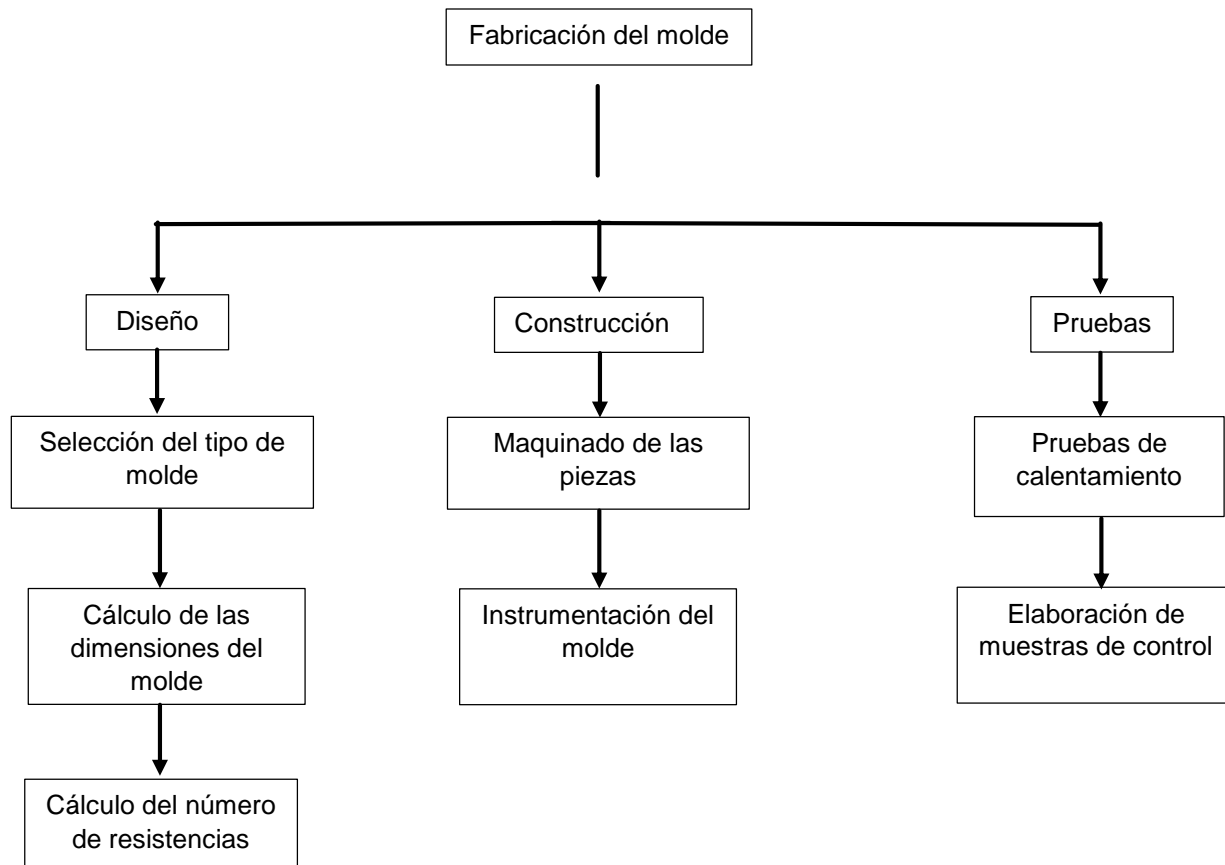 Fabricación del molde
Diseño
Construcción
Pruebas
Selección del tipo de
molde
Maquinado de las
piezas
Pruebas de
calentamiento
Cálculo de las
dimensiones del
molde
Instrumentación del
molde
Elaboración de
muestras de control
Cálculo del número
de resistencias